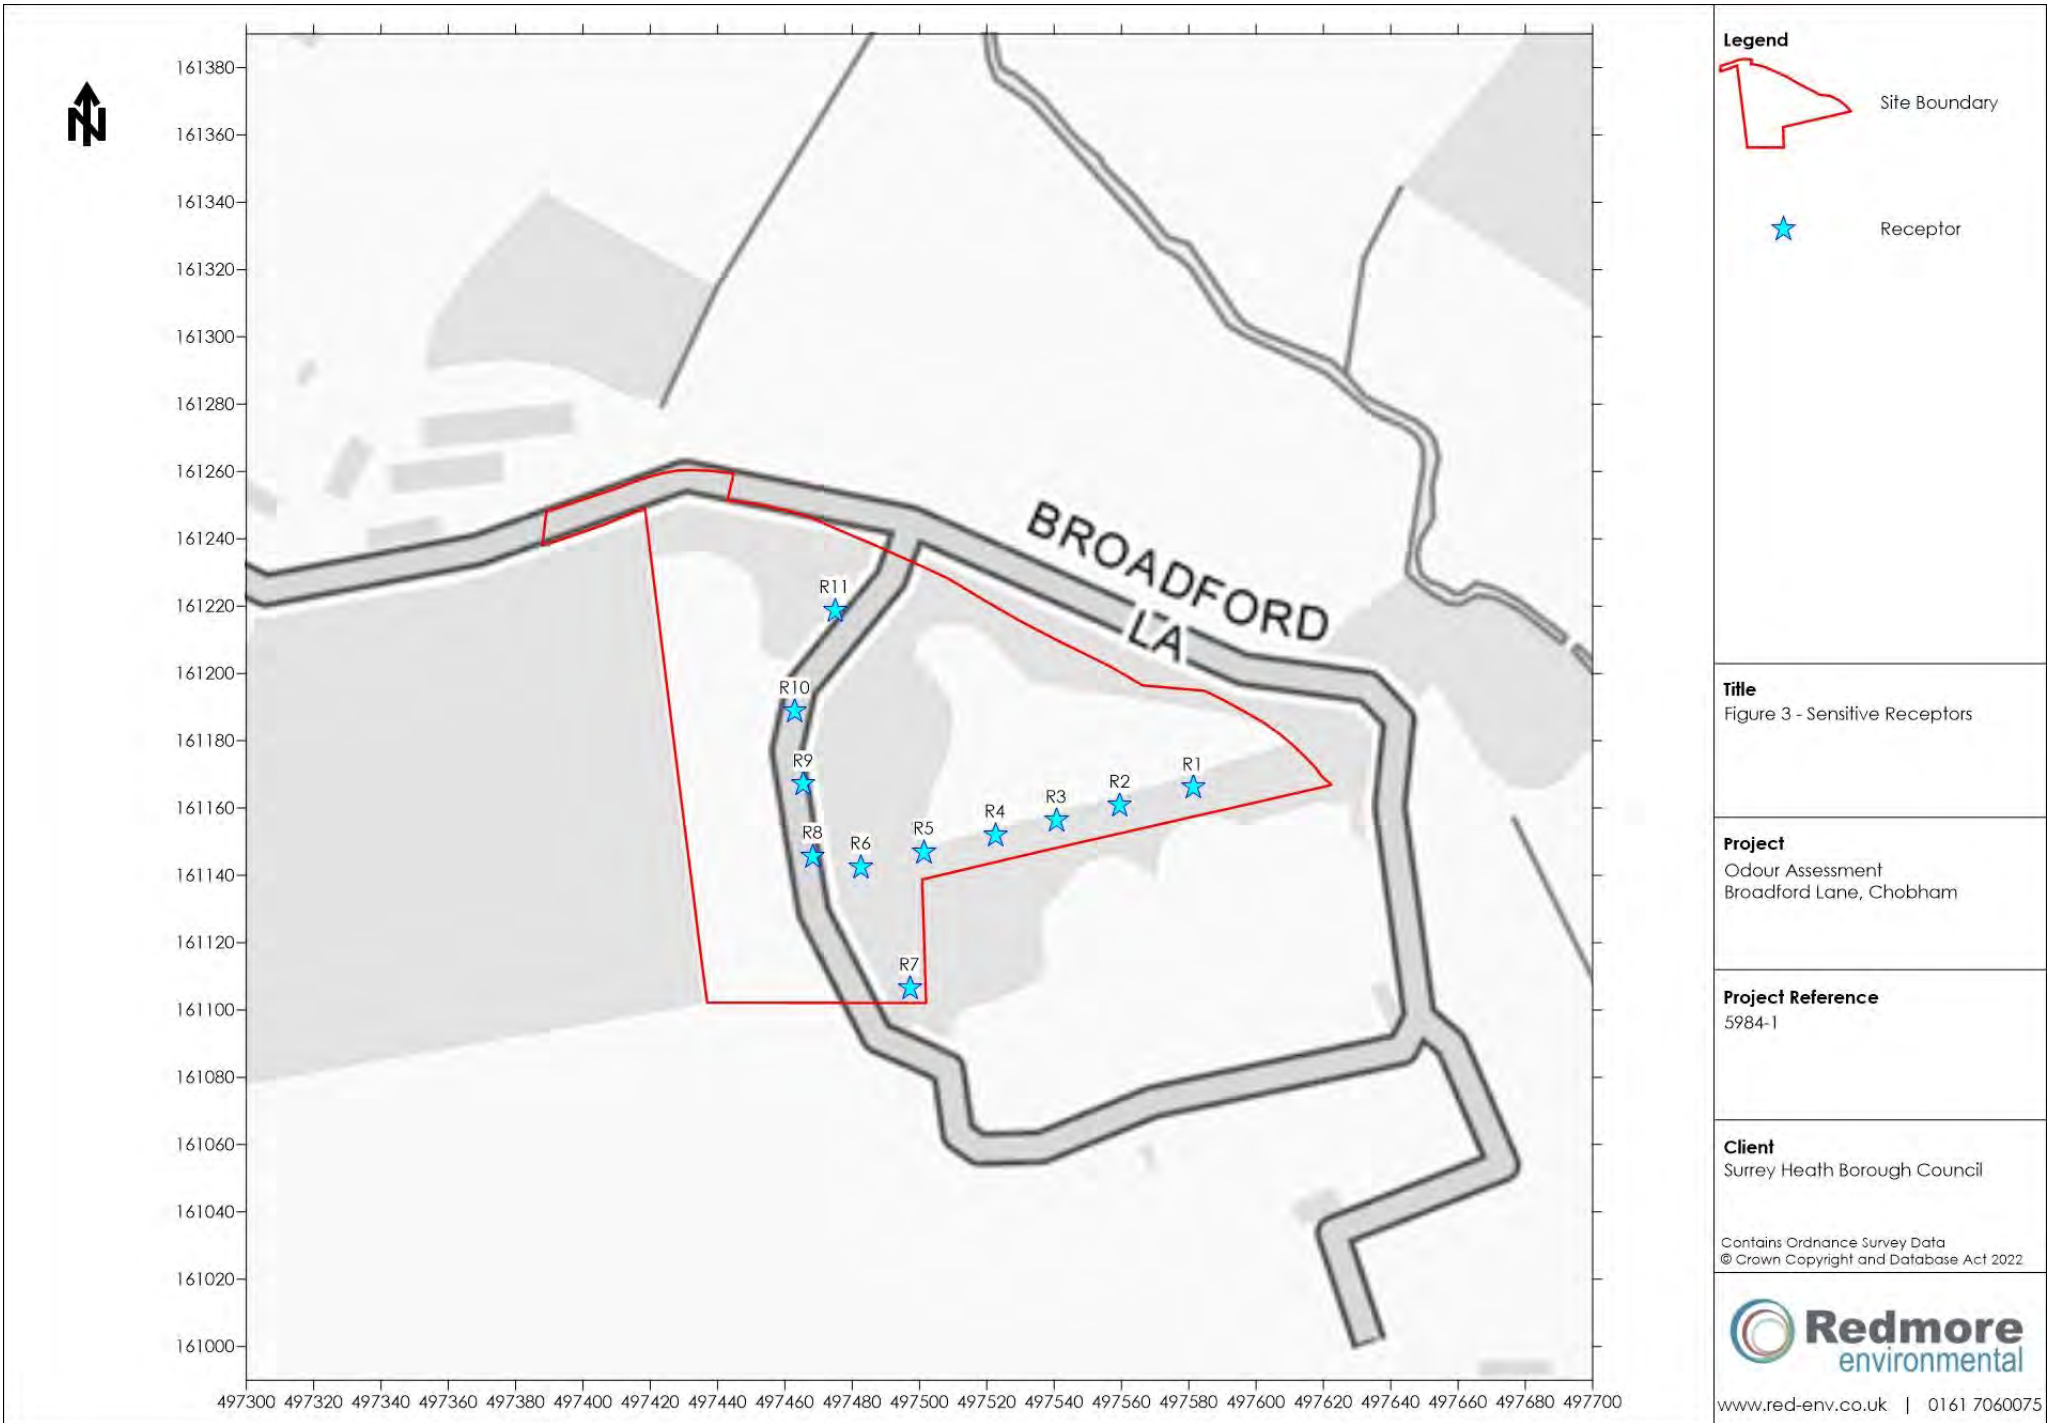 N
161380
161360
161340
161320
161300
161280
161260
161240
161220
161200
161180
161160
161140
161120
161100
161080
161060
161040
161020
161000
497300 497320 497340 497360 497380 497400 497420 497440 497460 497480 497500 497520 497540 497560 497580 497600 497620 497640 497660 497680 497700
BROADFORD
LA
R11
R10
R9
R8
R6
R5
R4
R3
R2
R1
R7
Legend
Site Boundary
Receptor
Title
Figure 3 - Sensitive Receptors
Project
Odour Assessment
Broadford Lane, Chobham
Project Reference
5984-1
Client
Surrey Heath Borough Council
Contains Ordnance Survey Data
© Crown Copyright and Database Act 2022
Redmore
environmental
www.red-env.co.uk | 0161 7060075